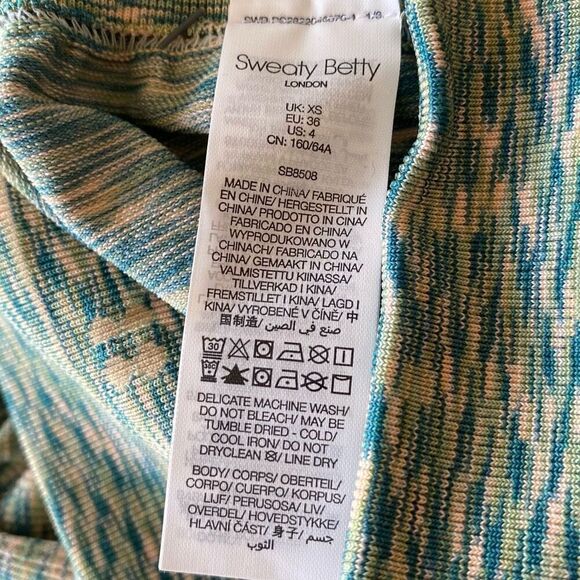 Sweaty Betty
LONDON
UK: XS
EU: 36
US: 4
CN: 160/64A
SB8508
MADE IN CHINA/ FABRIQUÉ
EN CHINE/ HERGESTELLT IN
CHINA/ PRODOTTO IN CINA/
FABRICADO EN CHINA/
WYPRODUKOWANO W
CHINACH/ FABRICADO NA
CHINA/ GEMAAKT IN CHINA/
VALMISTETTU KIINASSA/
TILLVERKAD I KINA/
FREMSTILLET I KINA/ LAGD I
KINA/ VYROBENÉ V ČÍNĚ/ 中
国制造/ صنع في الصين
30
DELICATE MACHINE WASH/
DO NOT BLEACH/ MAY BE
TUMBLE DRIED - COLD/
COOL IRON/ DO NOT
DRYCLEAN/ LINE DRY
BODY/ CORPS/ OBERTEIL/
CORPO/ CUERPO/ KORPUS/
LIJF/ PERUSOSA/ LIV/
OVERDEL/ HOVEDSTYKKE/
HLAVNÍ ČÁST/ 身子/ جسم/
الثوب